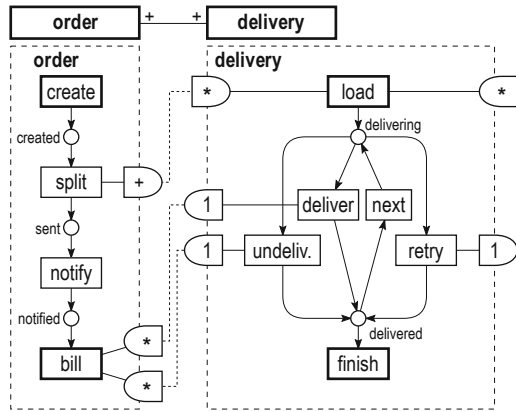 order + + delivery
order
create
created
split +
sent
notify
notified
bill * *
delivery
* load *
delivering
1 deliver next
1 undeliv. retry 1
delivered
finish